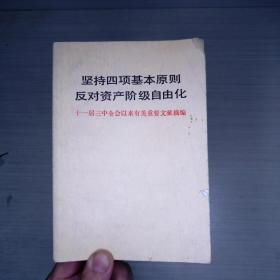 坚持四项基本原则
反对资产阶级自由化
十一届三中全会以来有关重要文献摘编